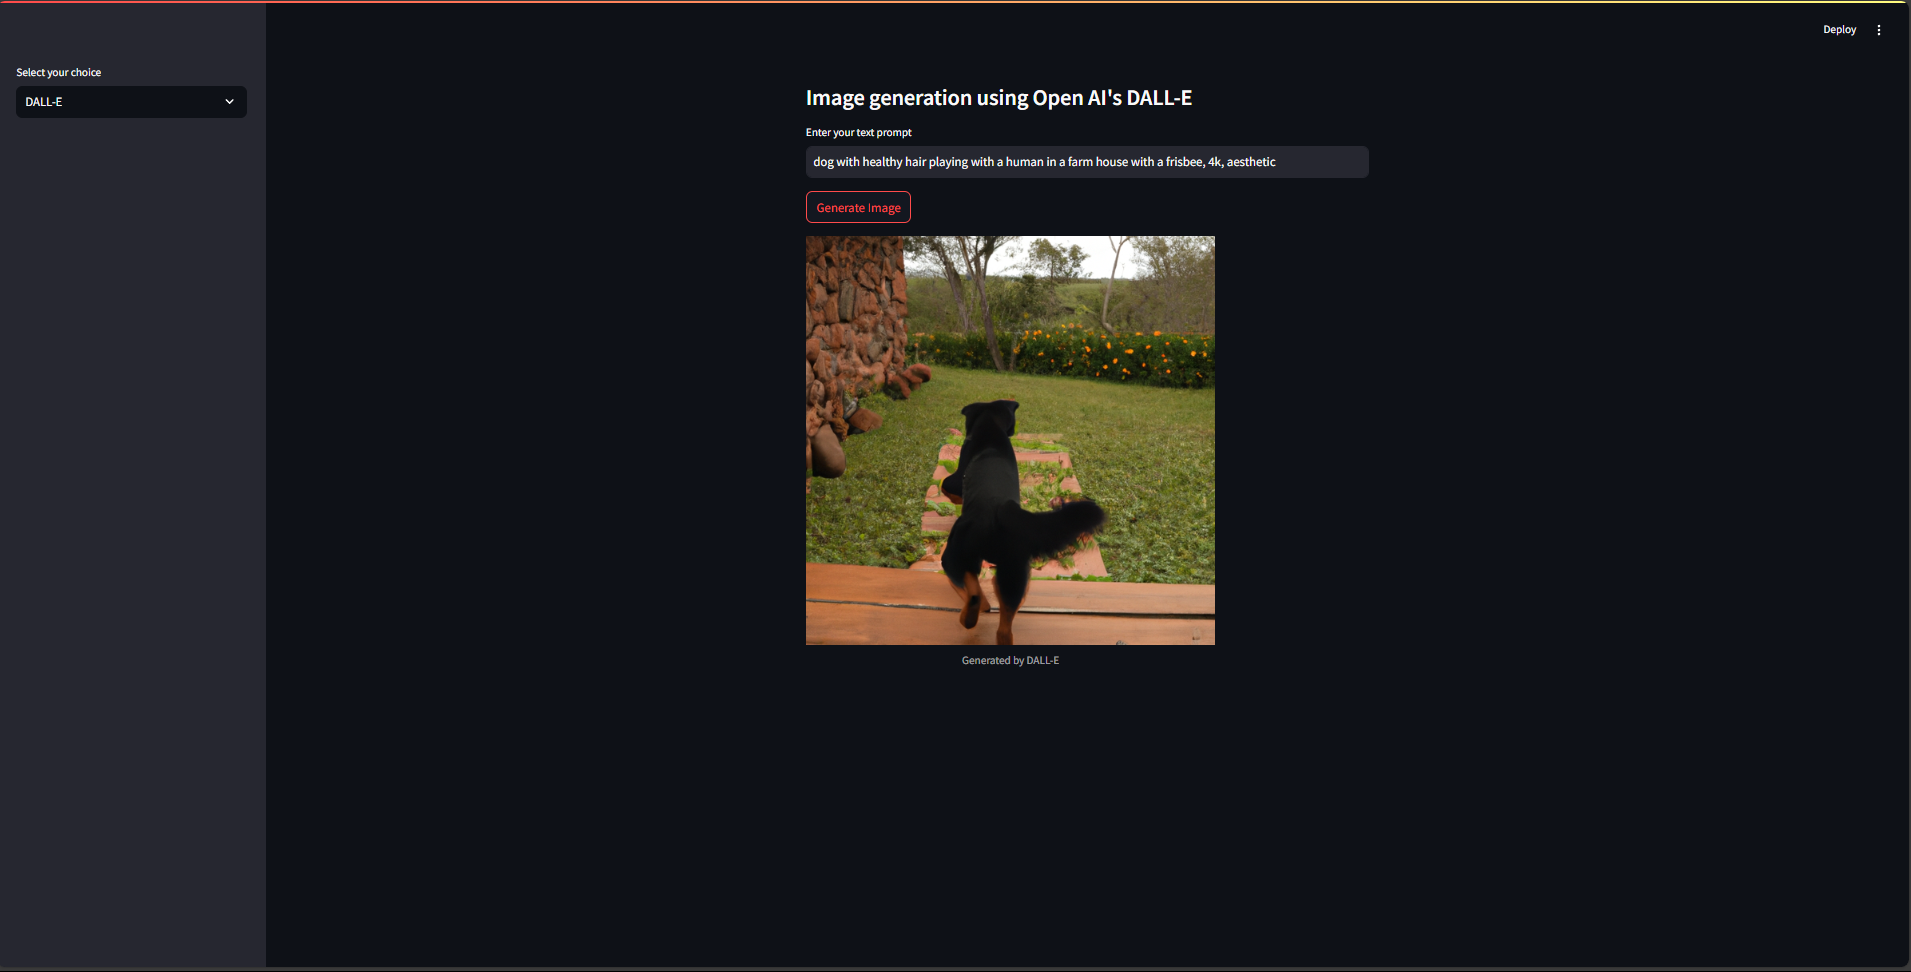 Deploy
Select your choice
DALL-E
Image generation using Open AI's DALL-E
Enter your text prompt
dog with healthy hair playing with a human in a farm house with a frisbee, 4k, aesthetic
Generate Image
Generated by DALL-E